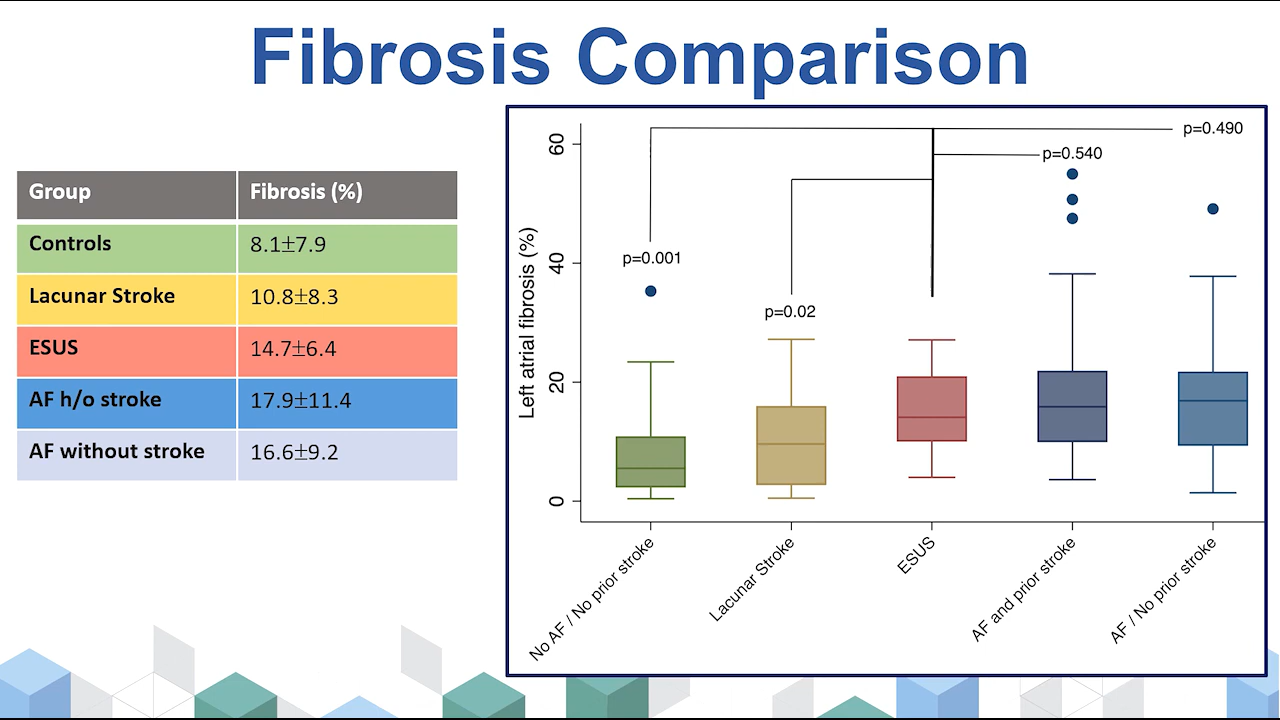 Fibrosis Comparison
Group Fibrosis (%)
Controls 8.1±7.9
Lacunar Stroke 10.8±8.3
ESUS 14.7±6.4
AF h/o stroke 17.9±11.4
AF without stroke 16.6±9.2
Left atrial fibrosis (%)
60
40
20
0
p=0.490
p=0.540
p=0.001
p=0.02
No AF / No prior stroke
Lacunar Stroke
ESUS
AF and prior stroke
AF / No prior stroke